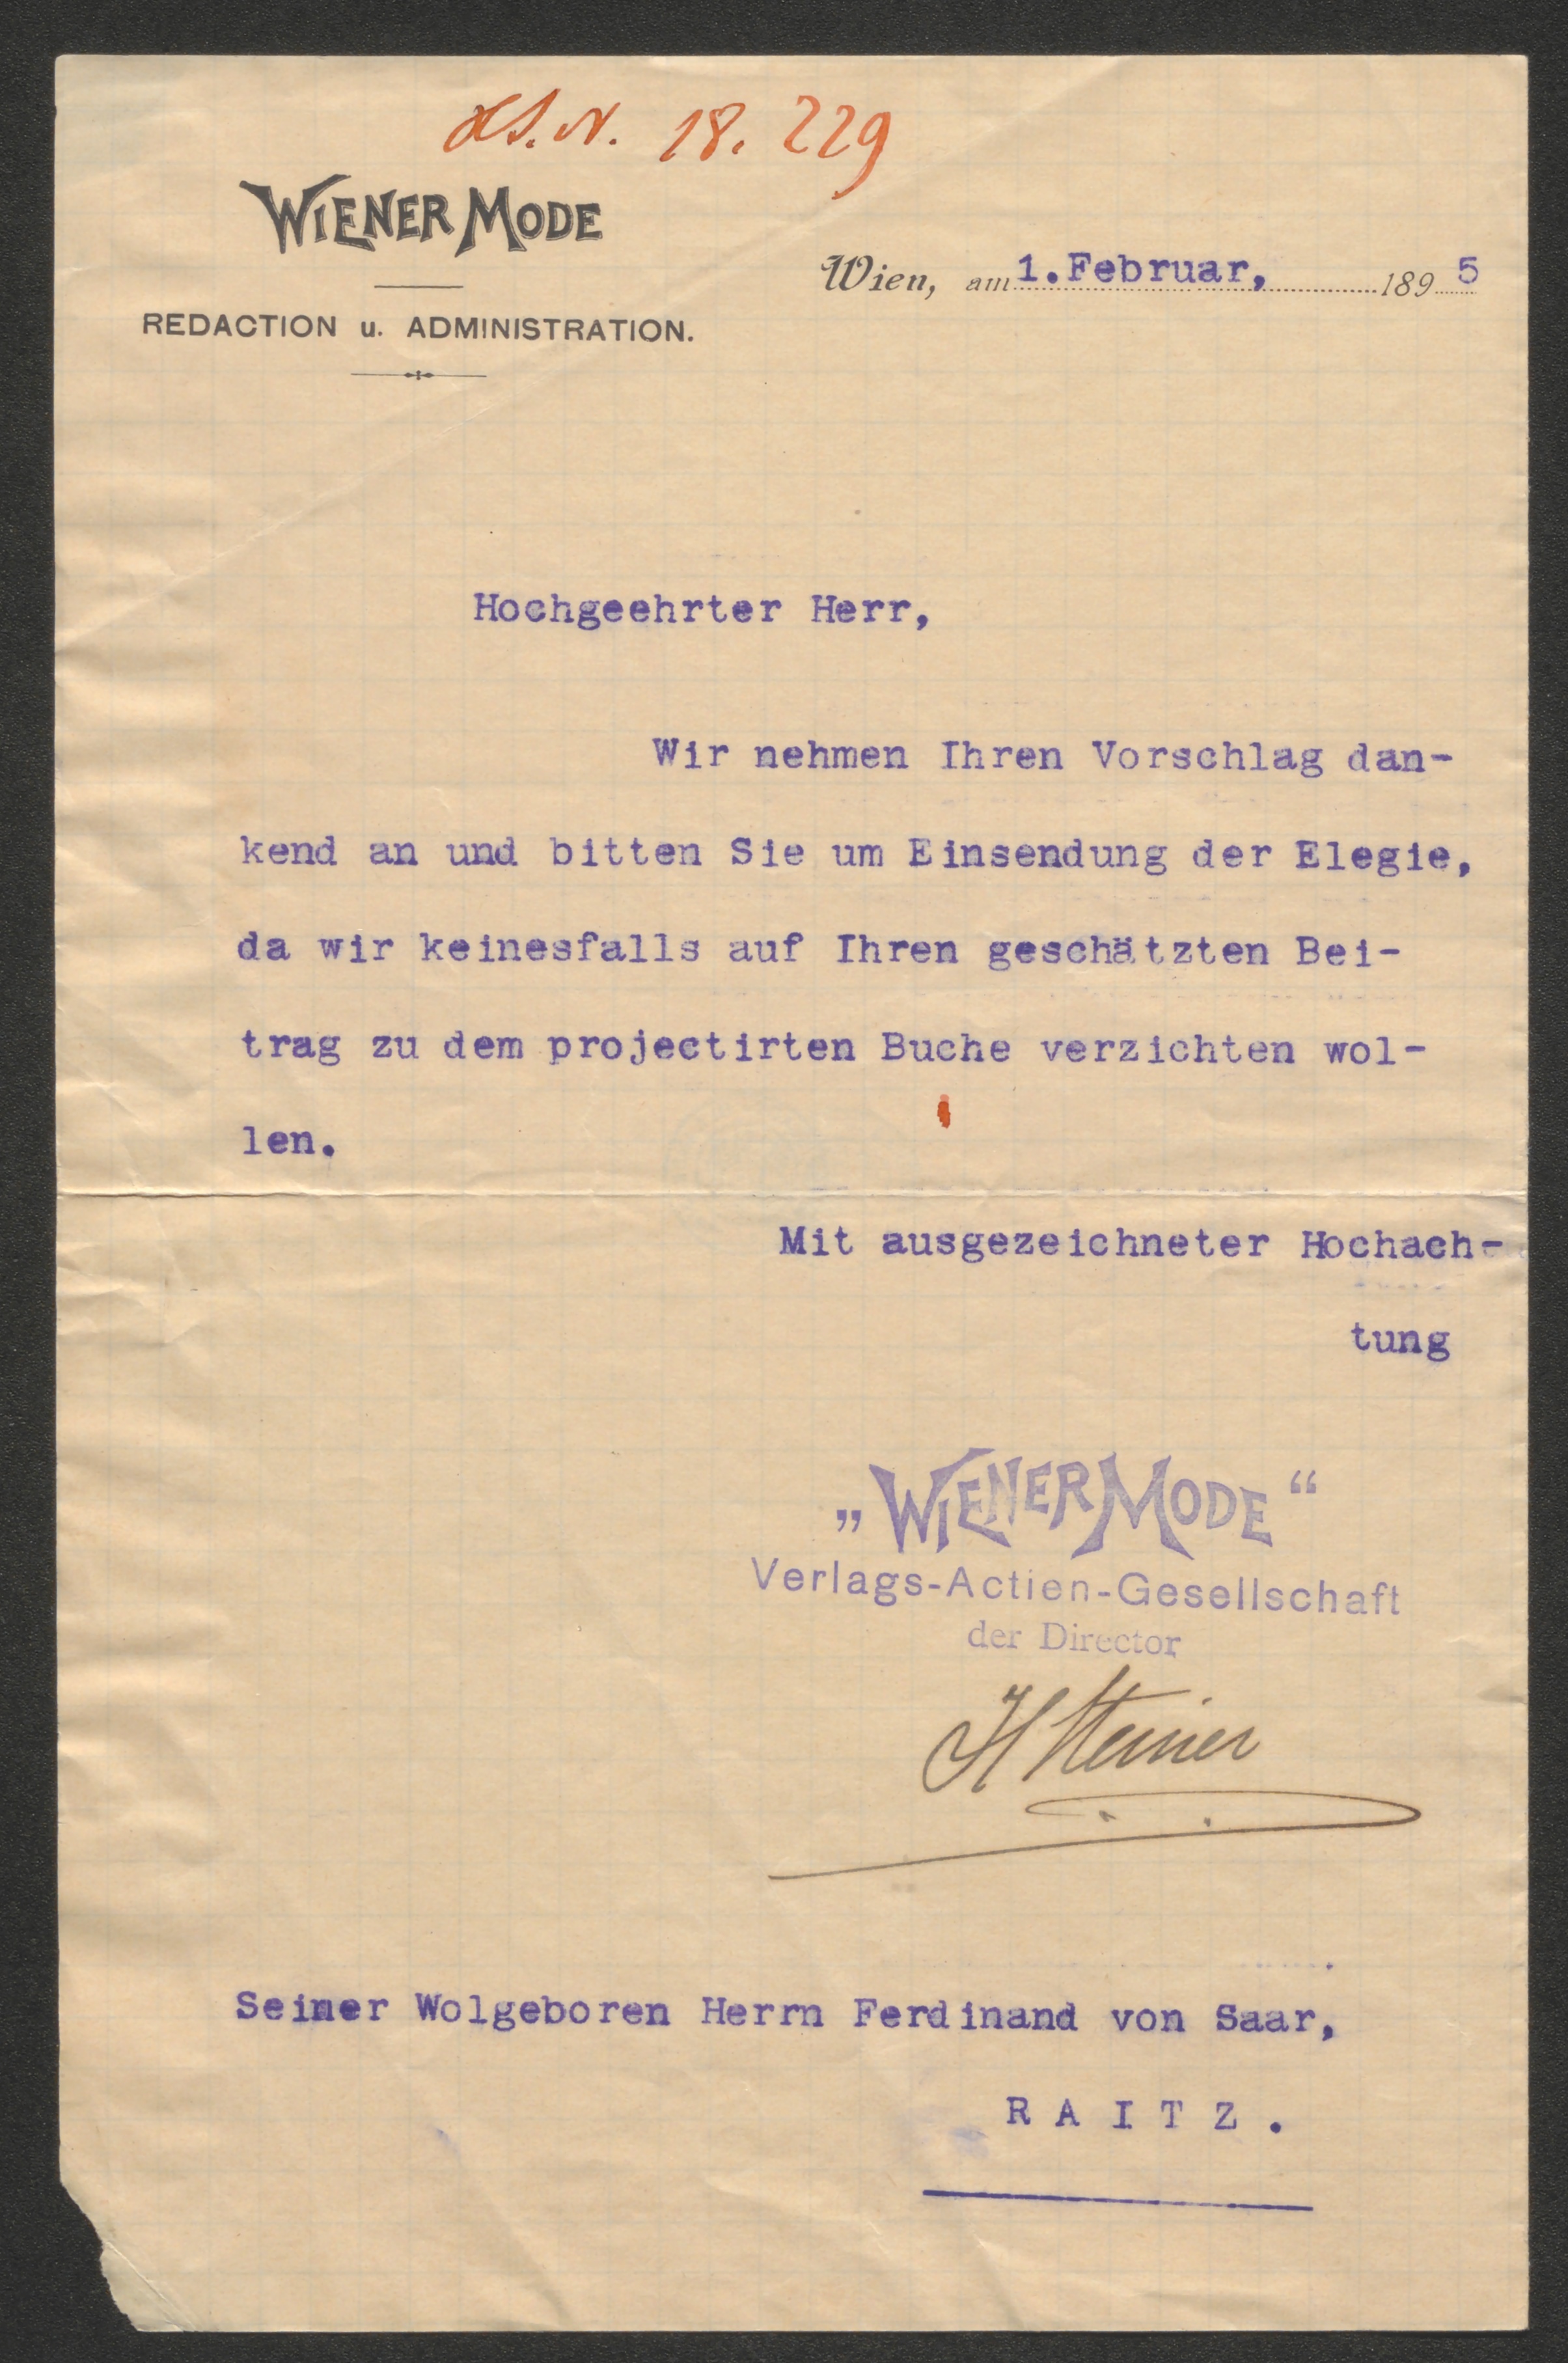 H.I.N. 18.229
WIENER MODE
Wien, am 1. Februar, 1895
REDACTION u. ADMINISTRATION.
Hochgeehrter Herr,
Wir nehmen Ihren Vorschlag dan-
kend an und bitten Sie um Einsendung der Elegie,
da wir keinesfalls auf Ihren geschätzten Bei-
trag zu dem projectirten Buche verzichten wol-
len.
Mit ausgezeichneter Hochach-
tung
„WIENER MODE“
Verlags-Actien-Gesellschaft
der Director
H Steiner
Seiner Wolgeboren Herrn Ferdinand von Saar,
RAITZ.